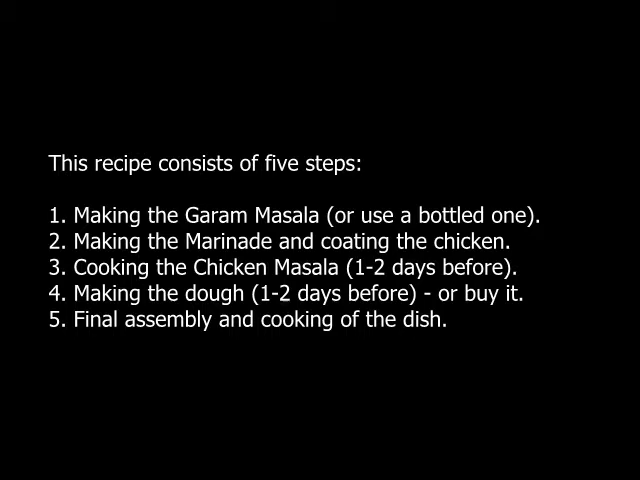 This recipe consists of five steps:
1. Making the Garam Masala (or use a bottled one).
2. Making the Marinade and coating the chicken.
3. Cooking the Chicken Masala (1-2 days before).
4. Making the dough (1-2 days before) - or buy it.
5. Final assembly and cooking of the dish.